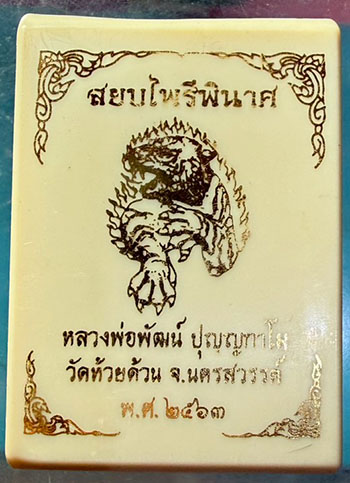 สยบไพรีพินาศ
หลวงพ่อพัฒน์ ปุญญกาโม
วัดห้วยด้วน จ.นครสวรรค์
พ.ศ.๒๕๖๓